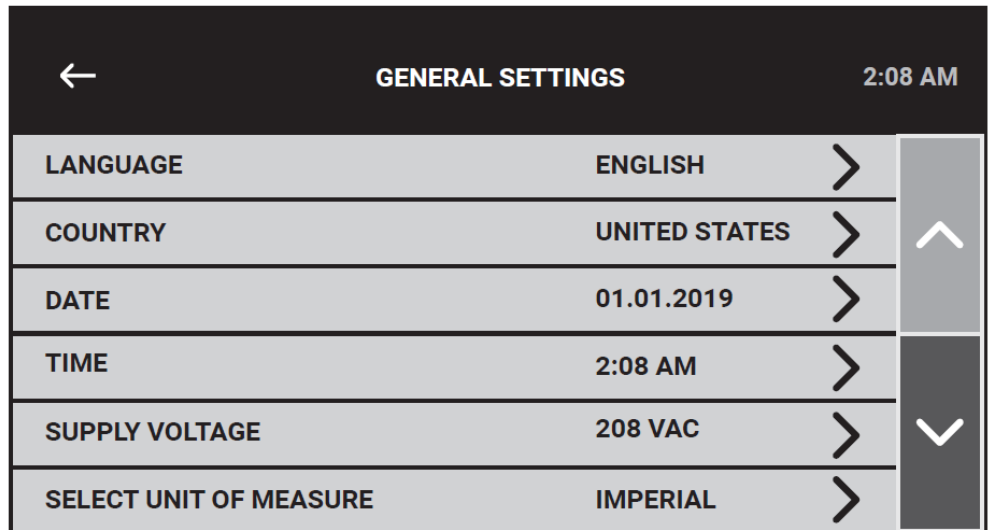 GENERAL SETTINGS 2:08 AM
LANGUAGE ENGLISH
COUNTRY UNITED STATES
DATE 01.01.2019
TIME 2:08 AM
SUPPLY VOLTAGE 208 VAC
SELECT UNIT OF MEASURE IMPERIAL